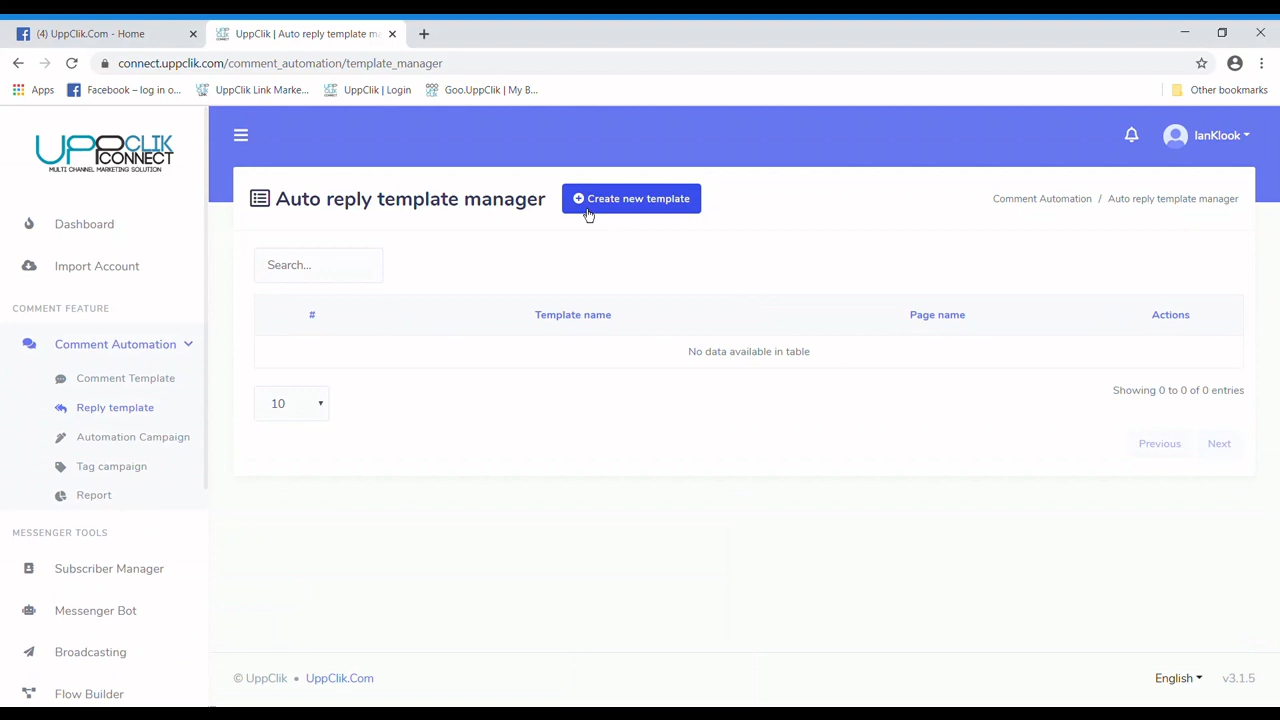 (4) UppClik.Com - Home
UppClik | Auto reply template ma
connect.uppclik.com/comment_automation/template_manager
Apps
Facebook – log in o...
UppClik Link Marke...
UppClik | Login
Goo.UppClik | My B...
Other bookmarks
UPPCLIK
CONNECT
MULTI CHANNEL MARKETING SOLUTION
IanKlook
Auto reply template manager
Create new template
Comment Automation / Auto reply template manager
Dashboard
Import Account
COMMENT FEATURE
Comment Automation
Comment Template
Reply template
Automation Campaign
Tag campaign
Report
MESSENGER TOOLS
Subscriber Manager
Messenger Bot
Broadcasting
Flow Builder
Search...
# Template name Page name Actions
No data available in table
10
Showing 0 to 0 of 0 entries
Previous Next
© UppClik • UppClik.Com
English
v3.1.5